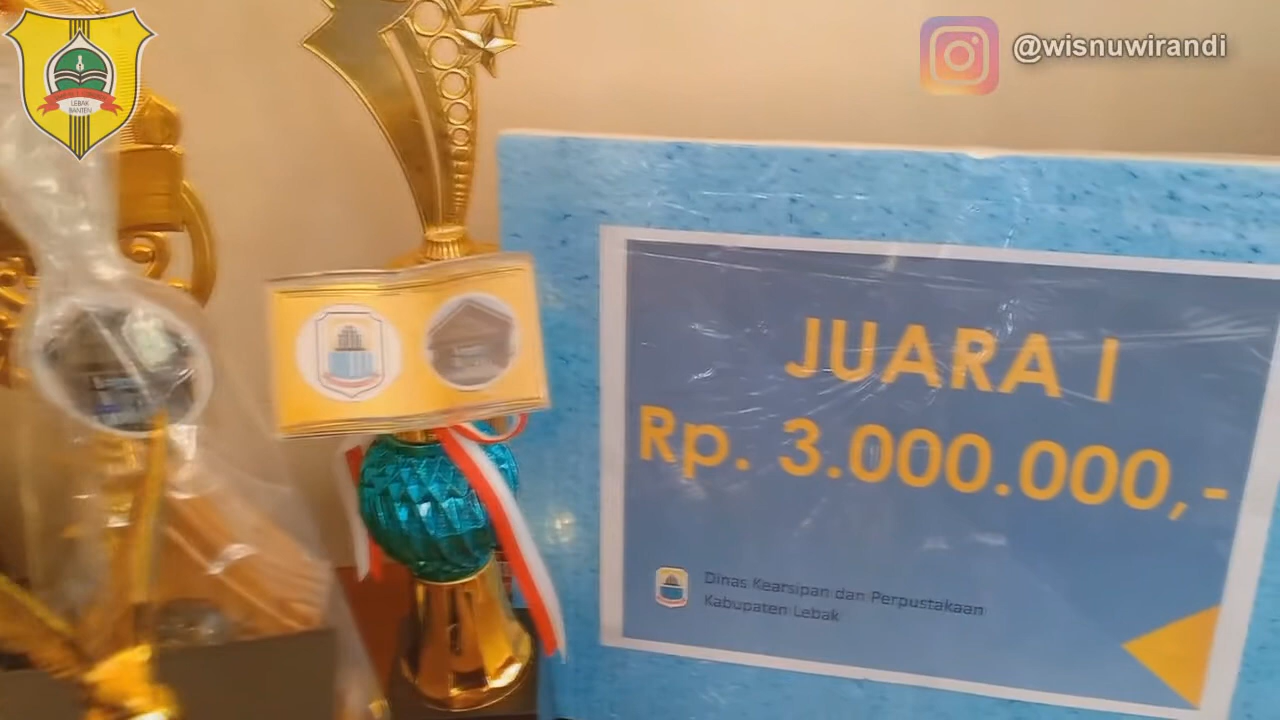 @wisnuwirandi
LEBAK
BANTEN
JUARA I
Rp. 3.000.000,-
Dinas Kearsipan dan Perpustakaan
Kabupaten Lebak